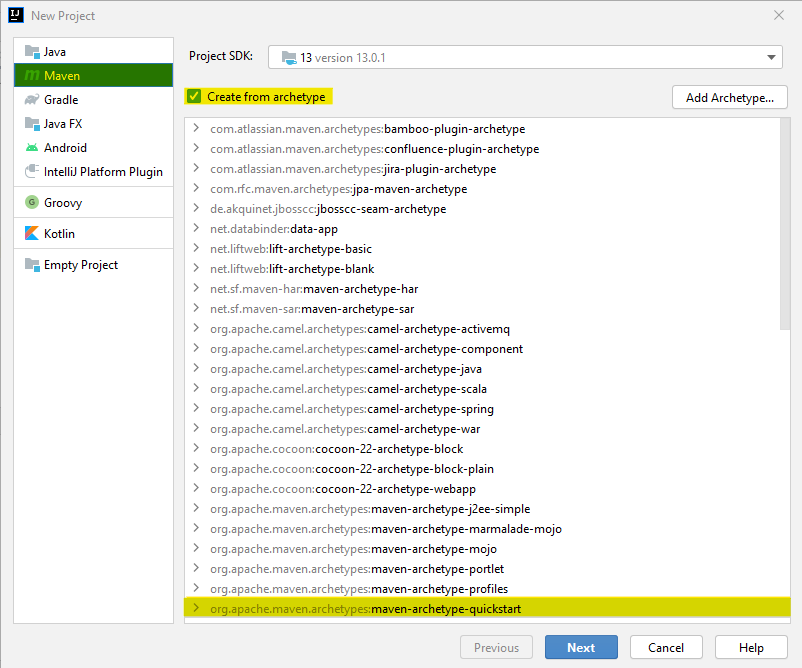 New Project
Java
Maven
Gradle
Java FX
Android
IntelliJ Platform Plugin
Groovy
Kotlin
Empty Project
Project SDK: 13 version 13.0.1
Create from archetype
Add Archetype...
com.atlassian.maven.archetypes:bamboo-plugin-archetype
com.atlassian.maven.archetypes:confluence-plugin-archetype
com.atlassian.maven.archetypes:jira-plugin-archetype
com.rfc.maven.archetypes:jpa-maven-archetype
de.akquinet.jbosscc:jbosscc-seam-archetype
net.databinder:data-app
net.liftweb:lift-archetype-basic
net.liftweb:lift-archetype-blank
net.sf.maven-har:maven-archetype-har
net.sf.maven-sar:maven-archetype-sar
org.apache.camel.archetypes:camel-archetype-activemq
org.apache.camel.archetypes:camel-archetype-component
org.apache.camel.archetypes:camel-archetype-java
org.apache.camel.archetypes:camel-archetype-scala
org.apache.camel.archetypes:camel-archetype-spring
org.apache.camel.archetypes:camel-archetype-war
org.apache.cocoon:cocoon-22-archetype-block
org.apache.cocoon:cocoon-22-archetype-block-plain
org.apache.cocoon:cocoon-22-archetype-webapp
org.apache.maven.archetypes:maven-archetype-j2ee-simple
org.apache.maven.archetypes:maven-archetype-marmalade-mojo
org.apache.maven.archetypes:maven-archetype-mojo
org.apache.maven.archetypes:maven-archetype-portlet
org.apache.maven.archetypes:maven-archetype-profiles
org.apache.maven.archetypes:maven-archetype-quickstart
Previous
Next
Cancel
Help